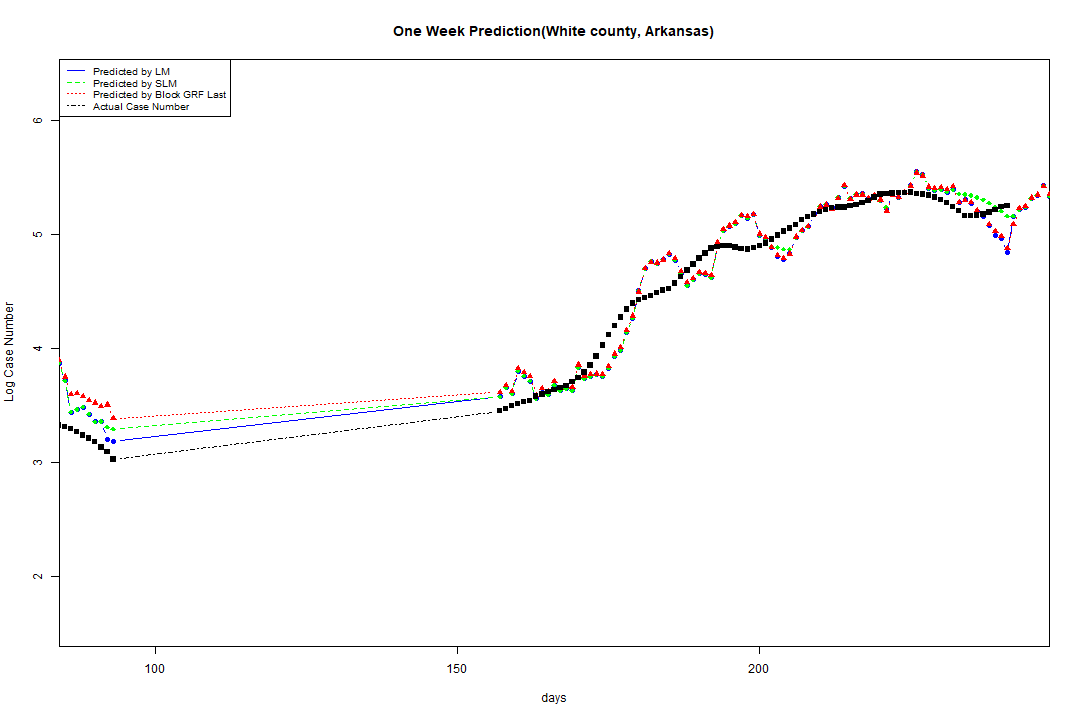 One Week Prediction(White county, Arkansas)
Predicted by LM
Predicted by SLM
Predicted by Block GRF Last
Actual Case Number
Log Case Number
6
5
4
3
2
100
150
200
days